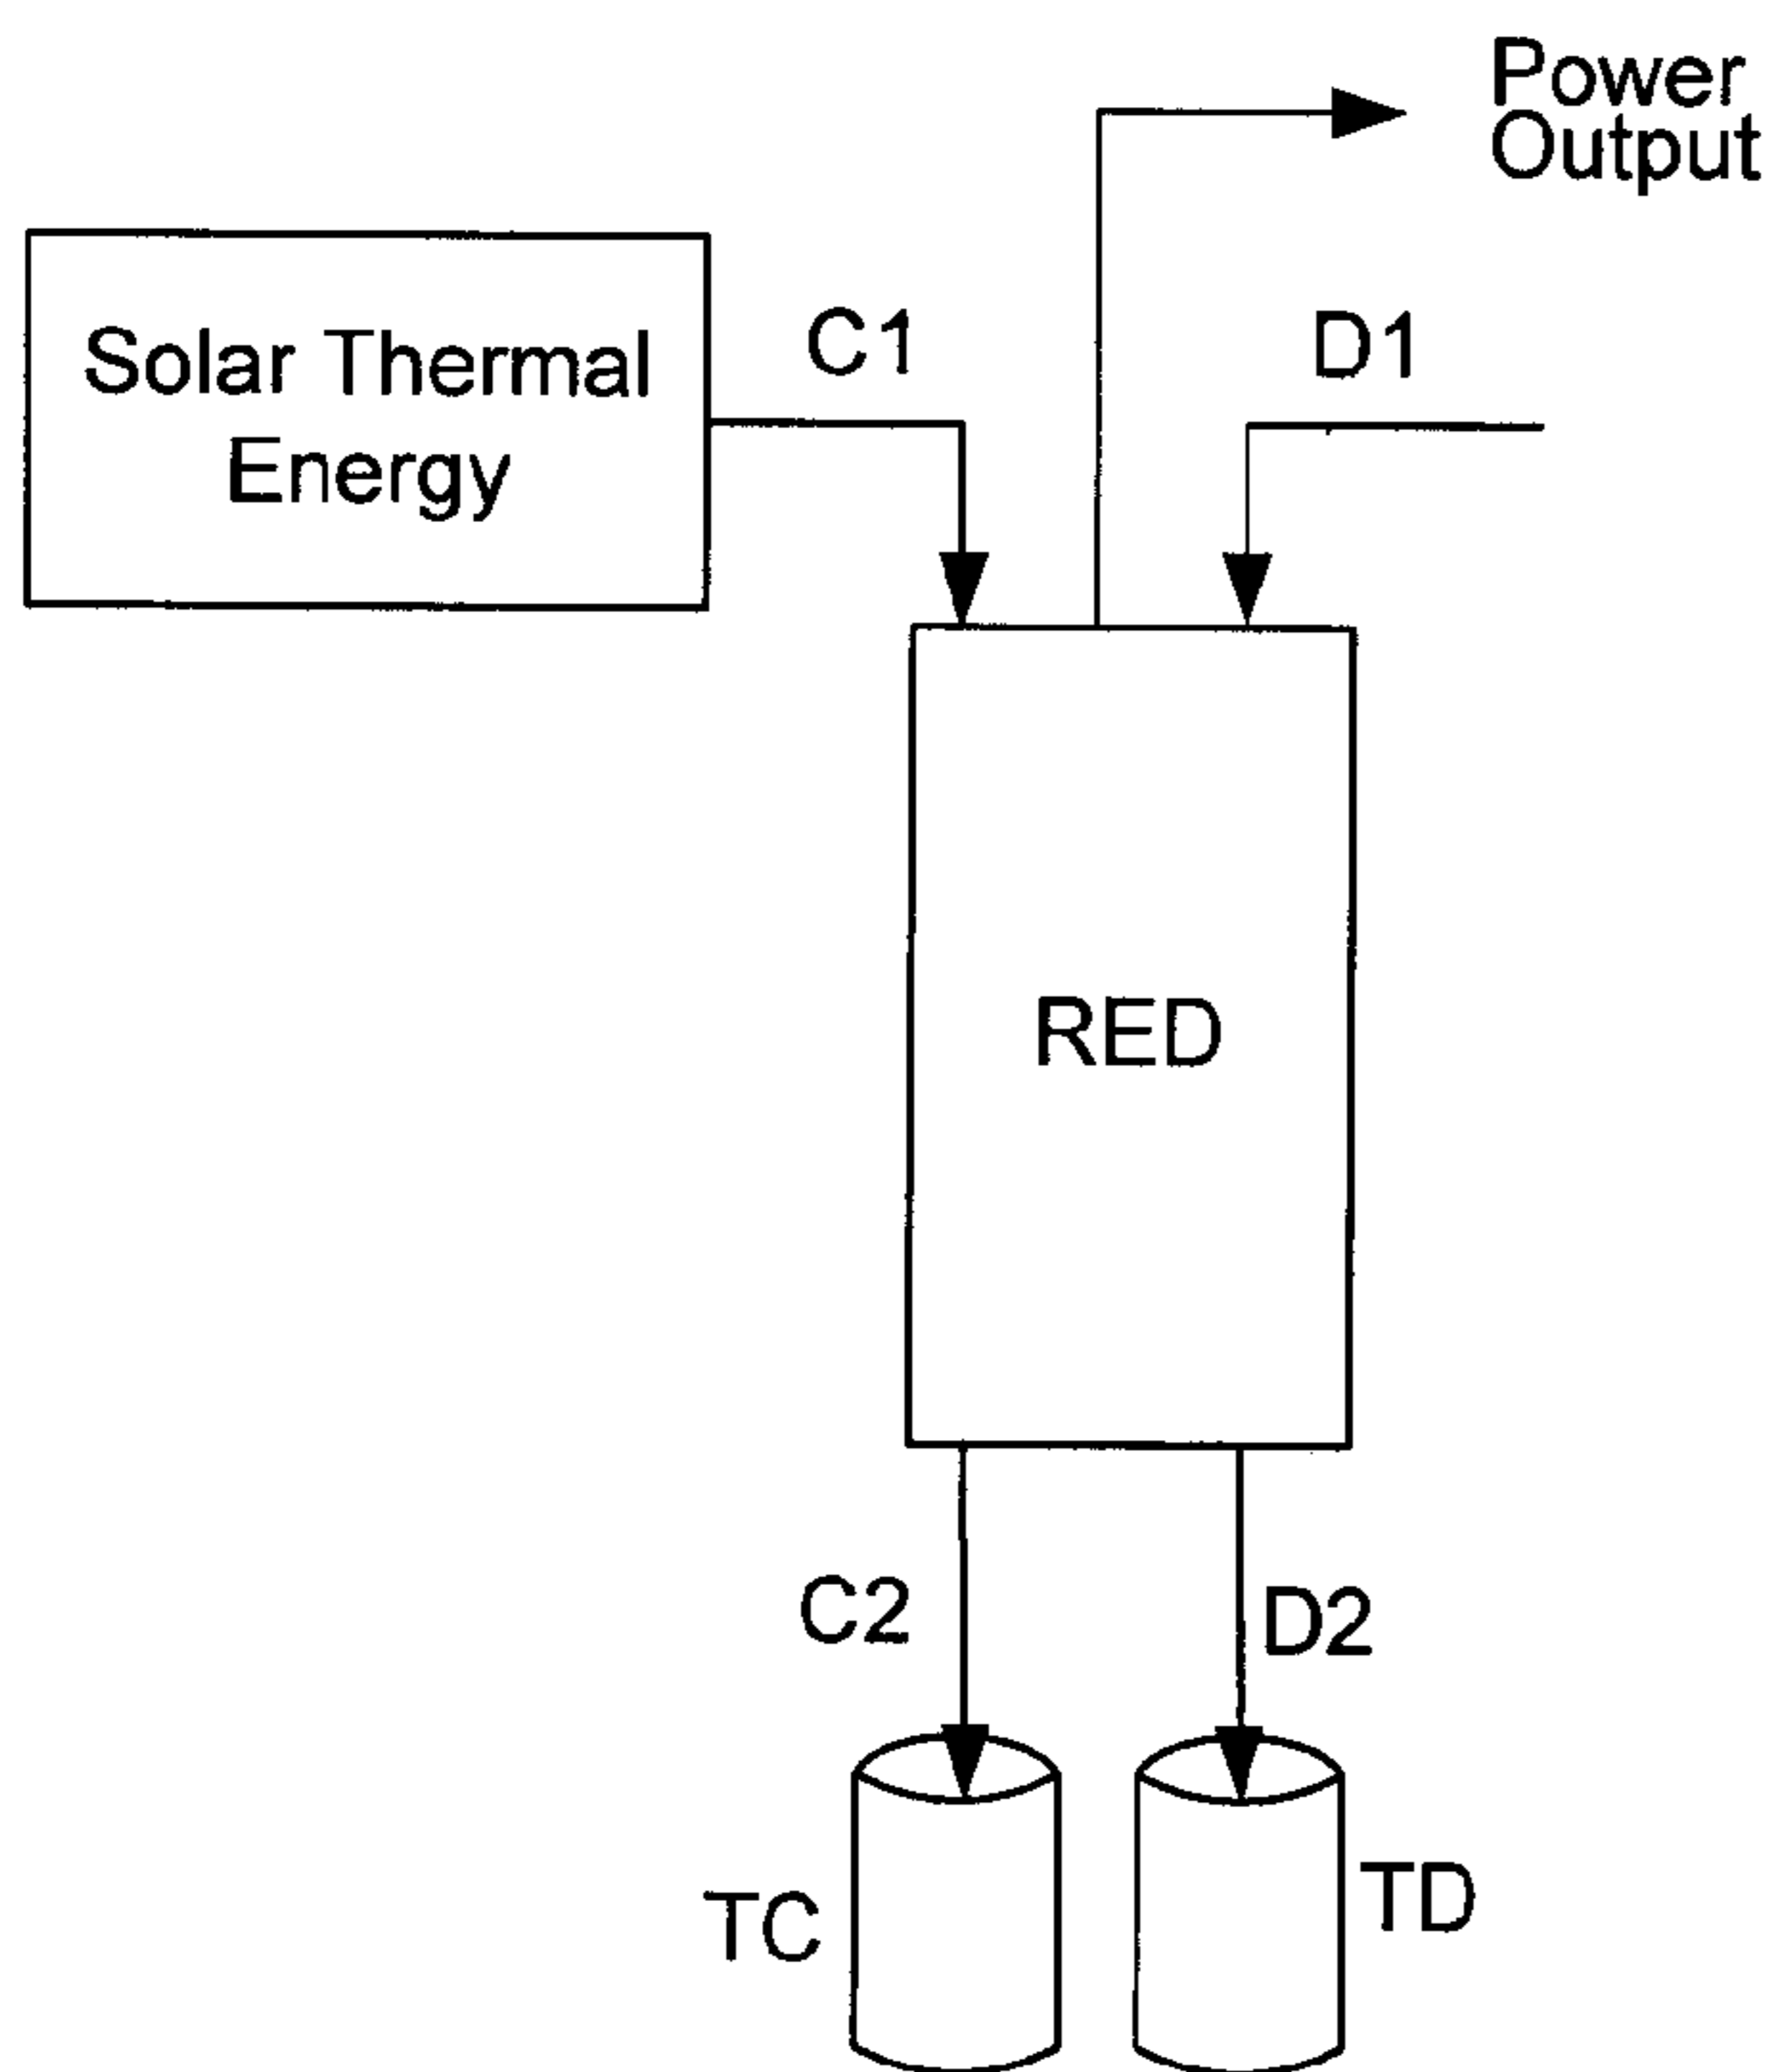 Power
Output
C1
D1
Solar Thermal
Energy
RED
C2
D2
TC
TD